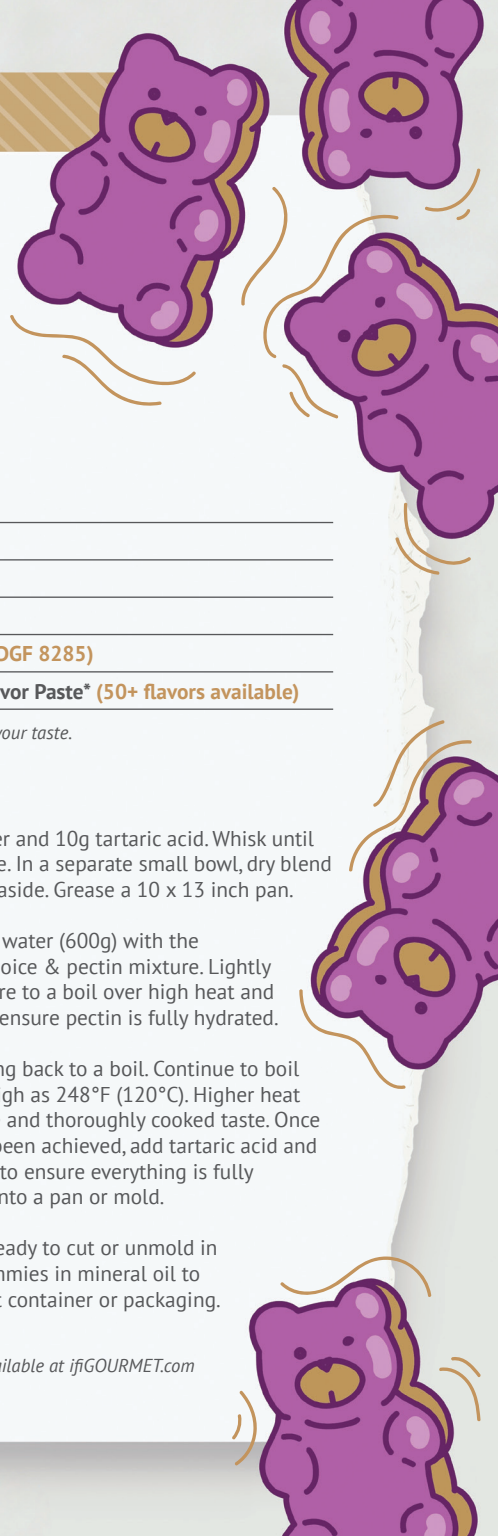 DGF 8285)
vor Paste* (50+ flavors available)
your taste.
er and 10g tartaric acid. Whisk until
e. In a separate small bowl, dry blend
aside. Grease a 10 x 13 inch pan.
water (600g) with the
oice & pectin mixture. Lightly
re to a boil over high heat and
ensure pectin is fully hydrated.
ng back to a boil. Continue to boil
igh as 248°F (120°C). Higher heat
and thoroughly cooked taste. Once
been achieved, add tartaric acid and
to ensure everything is fully
nto a pan or mold.
eady to cut or unmold in
mmies in mineral oil to
t container or packaging.
ilable at ifiGOURMET.com